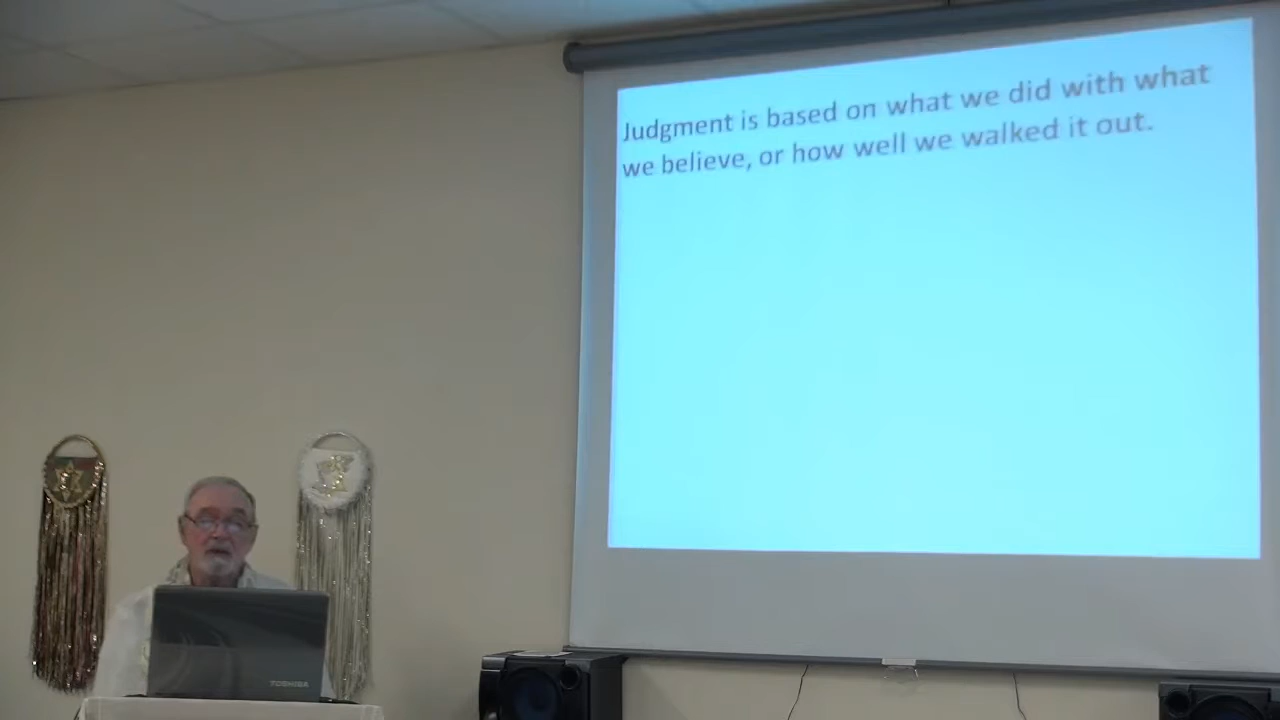 Judgment is based on what we did with what
we believe, or how well we walked it out.
TOSHIBA